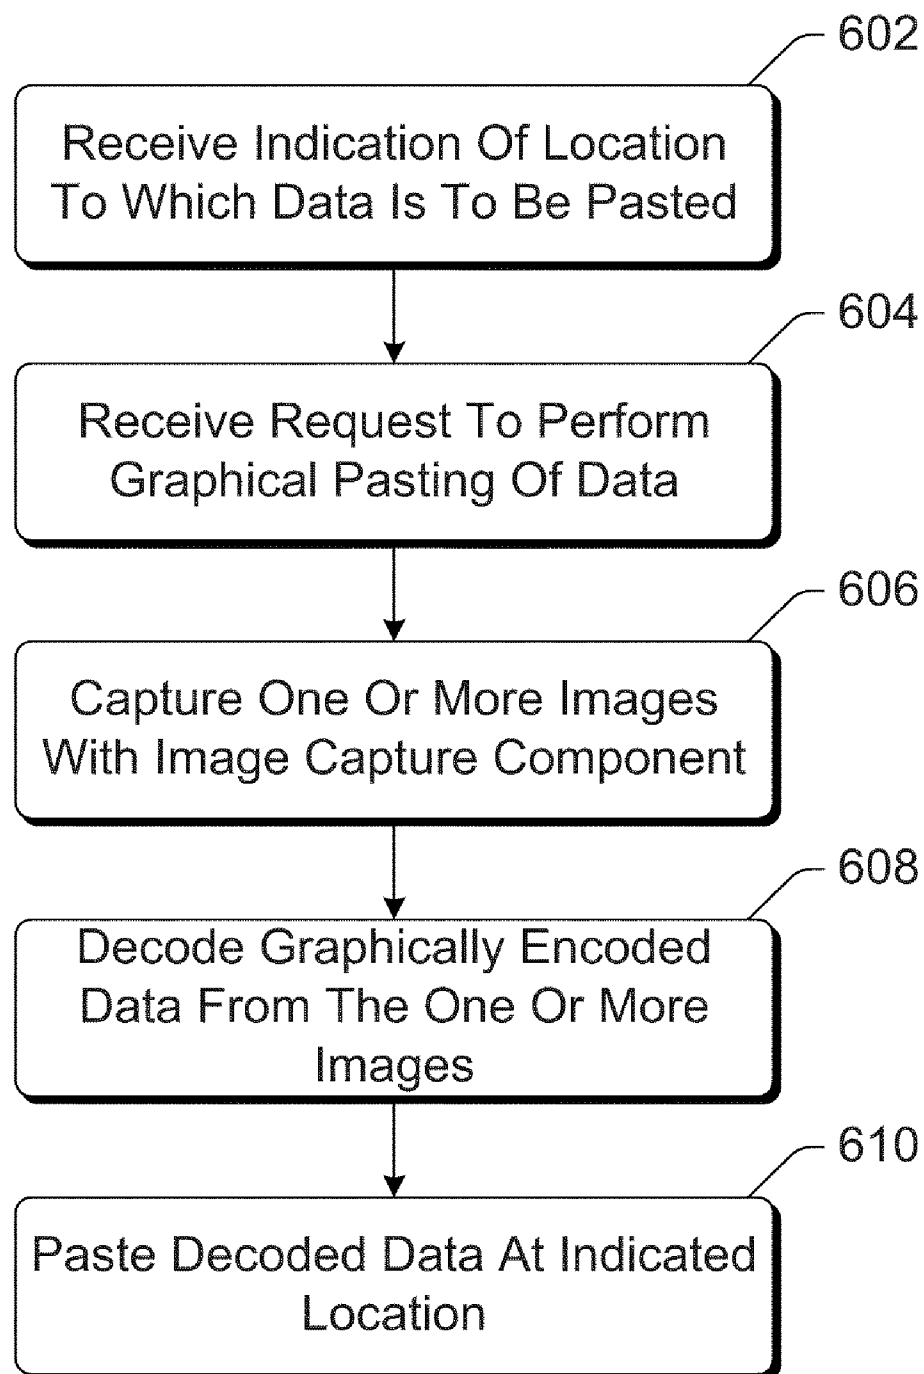 602
Receive Indication Of Location
To Which Data Is To Be Pasted
604
Receive Request To Perform
Graphical Pasting Of Data
606
Capture One Or More Images
With Image Capture Component
608
Decode Graphically Encoded
Data From The One Or More
Images
610
Paste Decoded Data At Indicated
Location